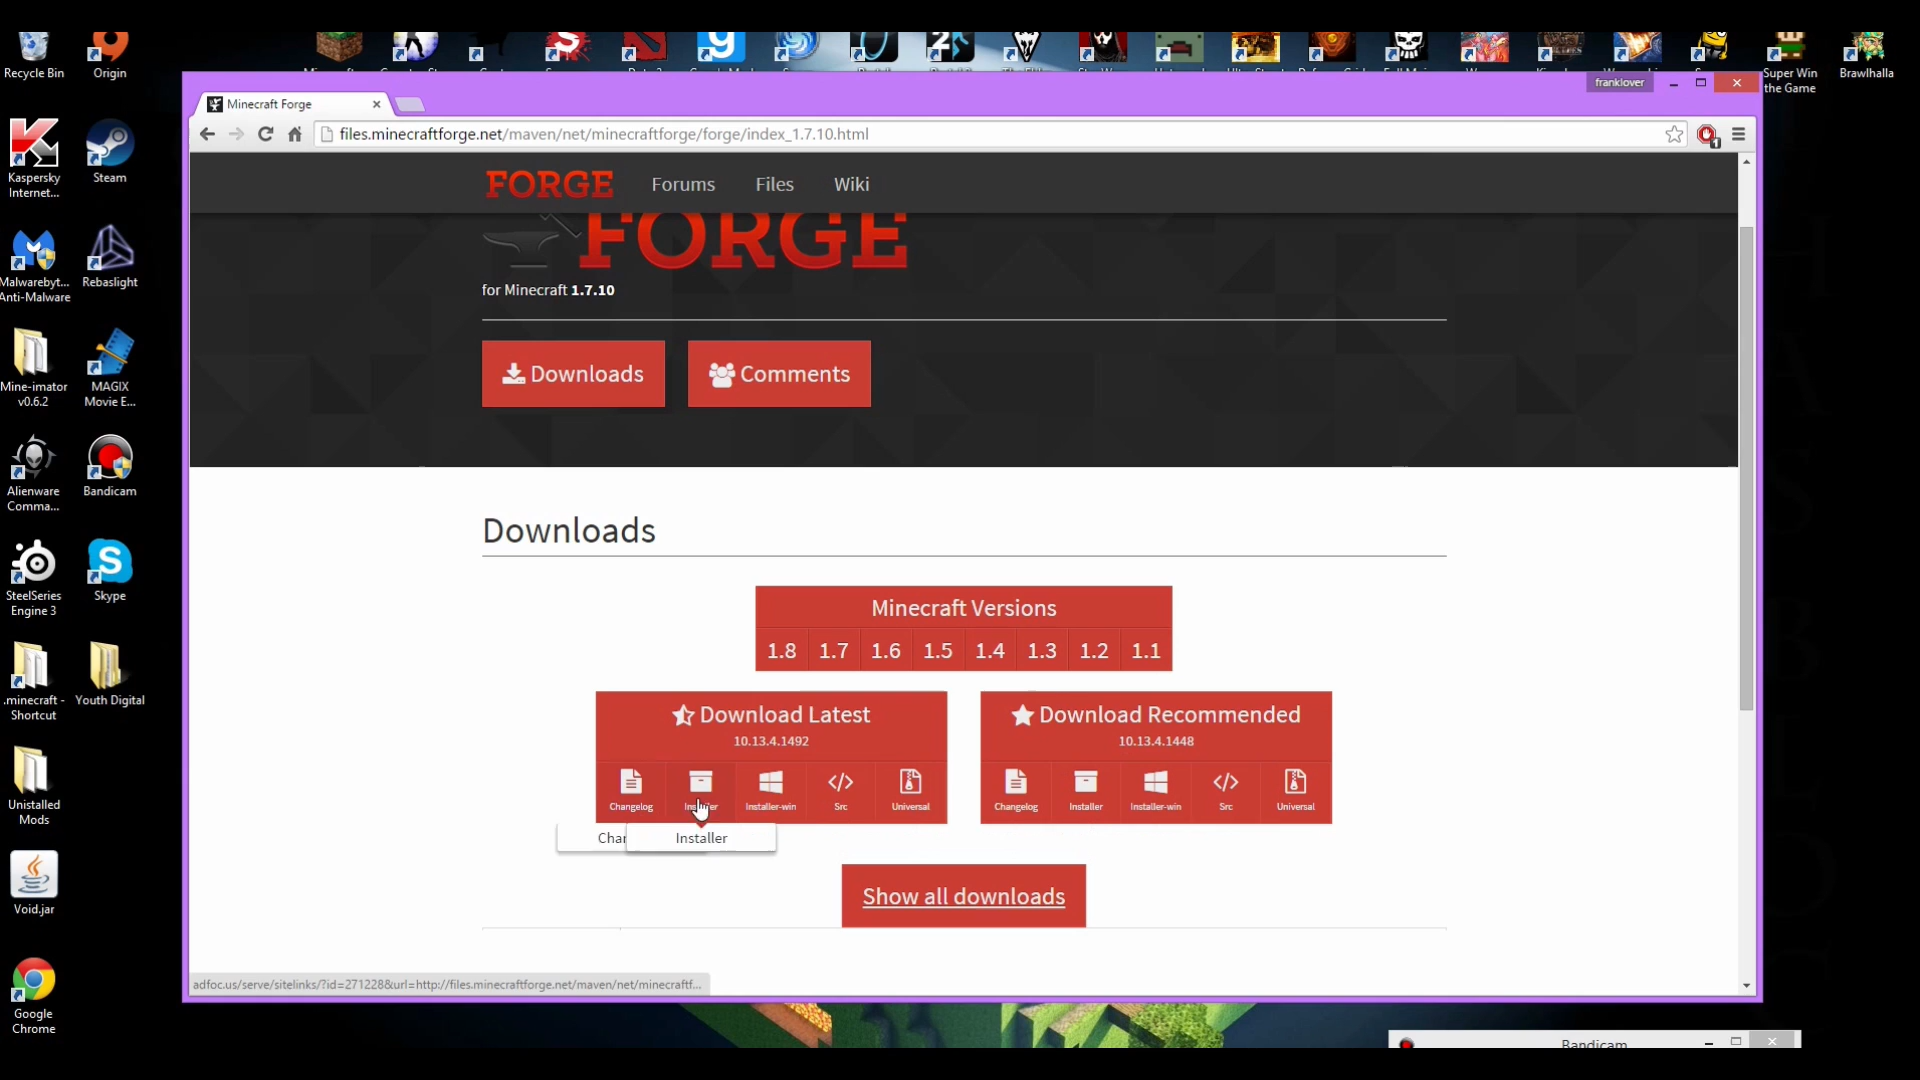 Recycle Bin
Origin
Super Win
the Game
Brawlhalla
franklover
Minecraft Forge
files.minecraftforge.net/maven/net/minecraftforge/forge/index_1.7.10.html
Kaspersky
Internet...
Steam
FORGE
Forums
Files
Wiki
FORGE
for Minecraft 1.7.10
Malwarebyt...
Anti-Malware
Rebaslight
Downloads
Comments
Mine-imator
v0.6.2
MAGIX
Movie E...
Alienware
Comma...
Bandicam
Downloads
SteelSeries
Engine 3
Skype
Minecraft Versions
1.8 1.7 1.6 1.5 1.4 1.3 1.2 1.1
.minecraft -
Shortcut
Youth Digital
Download Latest
10.13.4.1492
Changelog
Installer
Installer-win
Src
Universal
Download Recommended
10.13.4.1448
Changelog
Installer
Installer-win
Src
Universal
Char
Installer
Unistalled
Mods
Show all downloads
Void.jar
adfoc.us/serve/sitelinks/?id=271228&url=http://files.minecraftforge.net/maven/net/minecraftf...
Google
Chrome
Bandicam